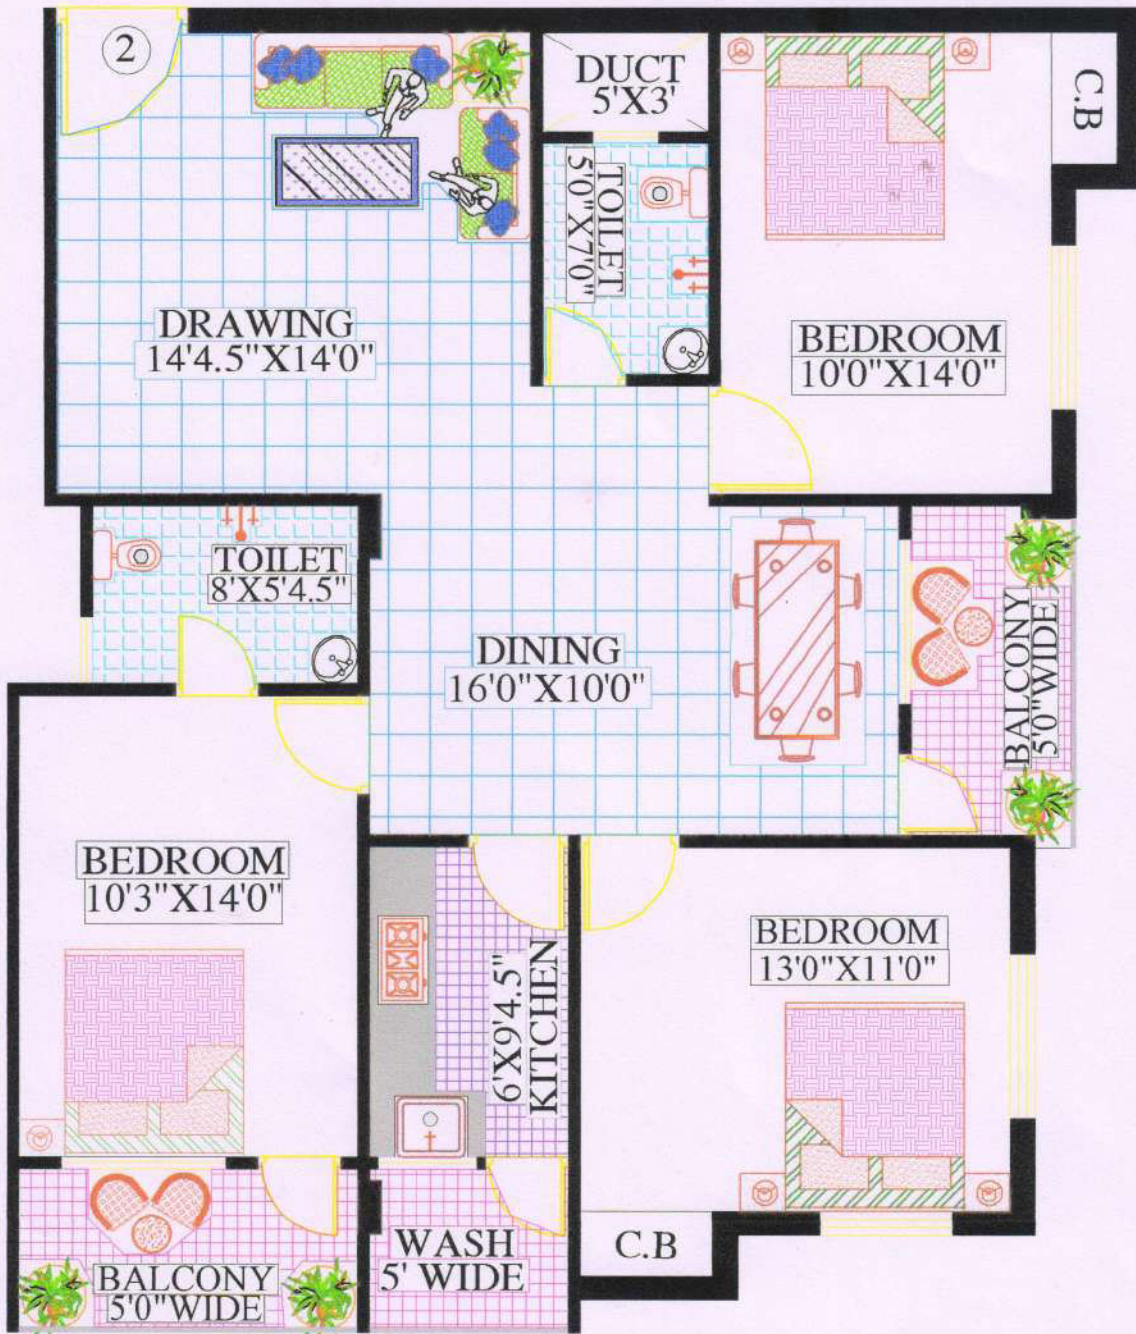 2
DUCT
5'X3'
C.B
TOILET
5'0"X7'0"
DRAWING
14'4.5"X14'0"
BEDROOM
10'0"X14'0"
TOILET
8'X5'4.5"
DINING
16'0"X10'0"
BALCONY
5'0"WIDE
BEDROOM
10'3"X14'0"
KITCHEN
6'X9'4.5"
BEDROOM
13'0"X11'0"
WASH
5' WIDE
C.B
BALCONY
5'0"WIDE